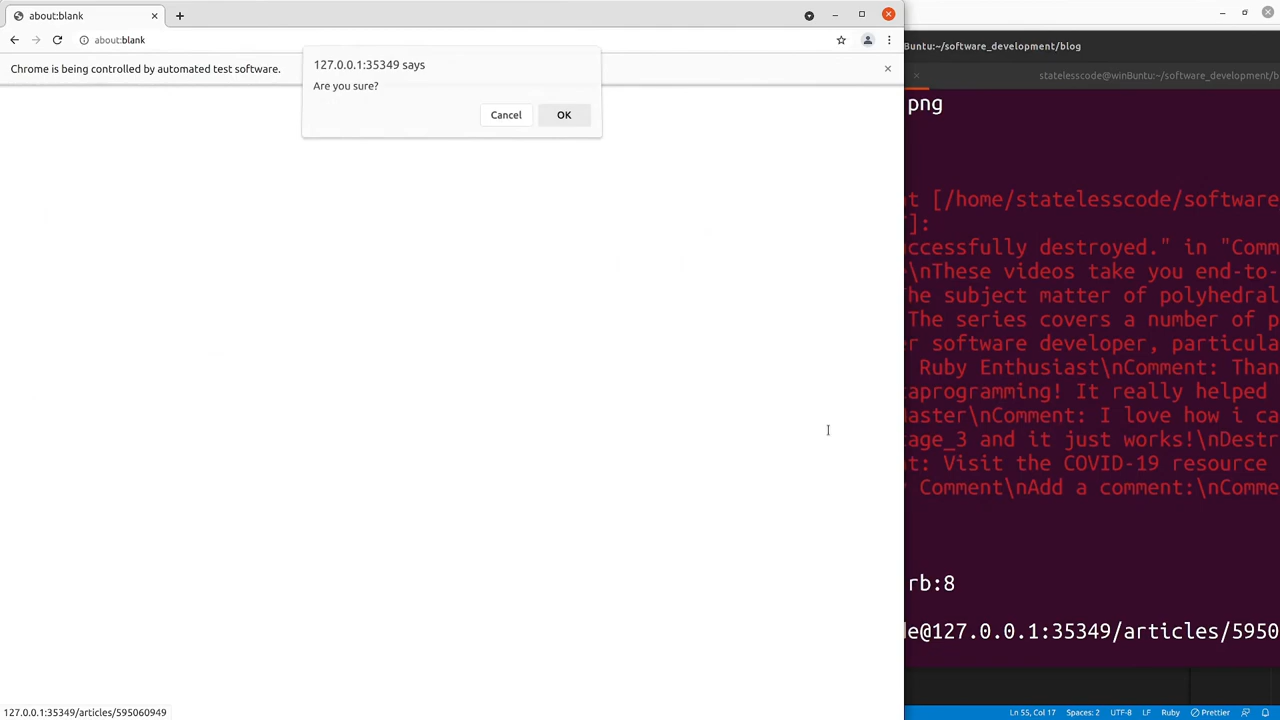 about:blank
about:blank
Chrome is being controlled by automated test software.
127.0.0.1:35349 says
Are you sure?
Cancel OK
127.0.0.1:35349/articles/595060949
Buntu:~/software_development/blog
statelesscode@winBuntu:~/software_development/b
png
t [/home/statelesscode/software
]:
ccessfully destroyed." in "Comm
\nThese videos take you end-to-
he subject matter of polyhedral
The series covers a number of p
r software developer, particula
Ruby Enthusiast\nComment: Than
taprogramming! It really helped
Master\nComment: I love how i ca
tage_3 and it just works!\nDestr
t: Visit the COVID-19 resource
Comment\nAdd a comment:\nComme
rb:8
de@127.0.0.1:35349/articles/5950
Ln 55, Col 17 Spaces: 2 UTF-8 LF Ruby Prettier